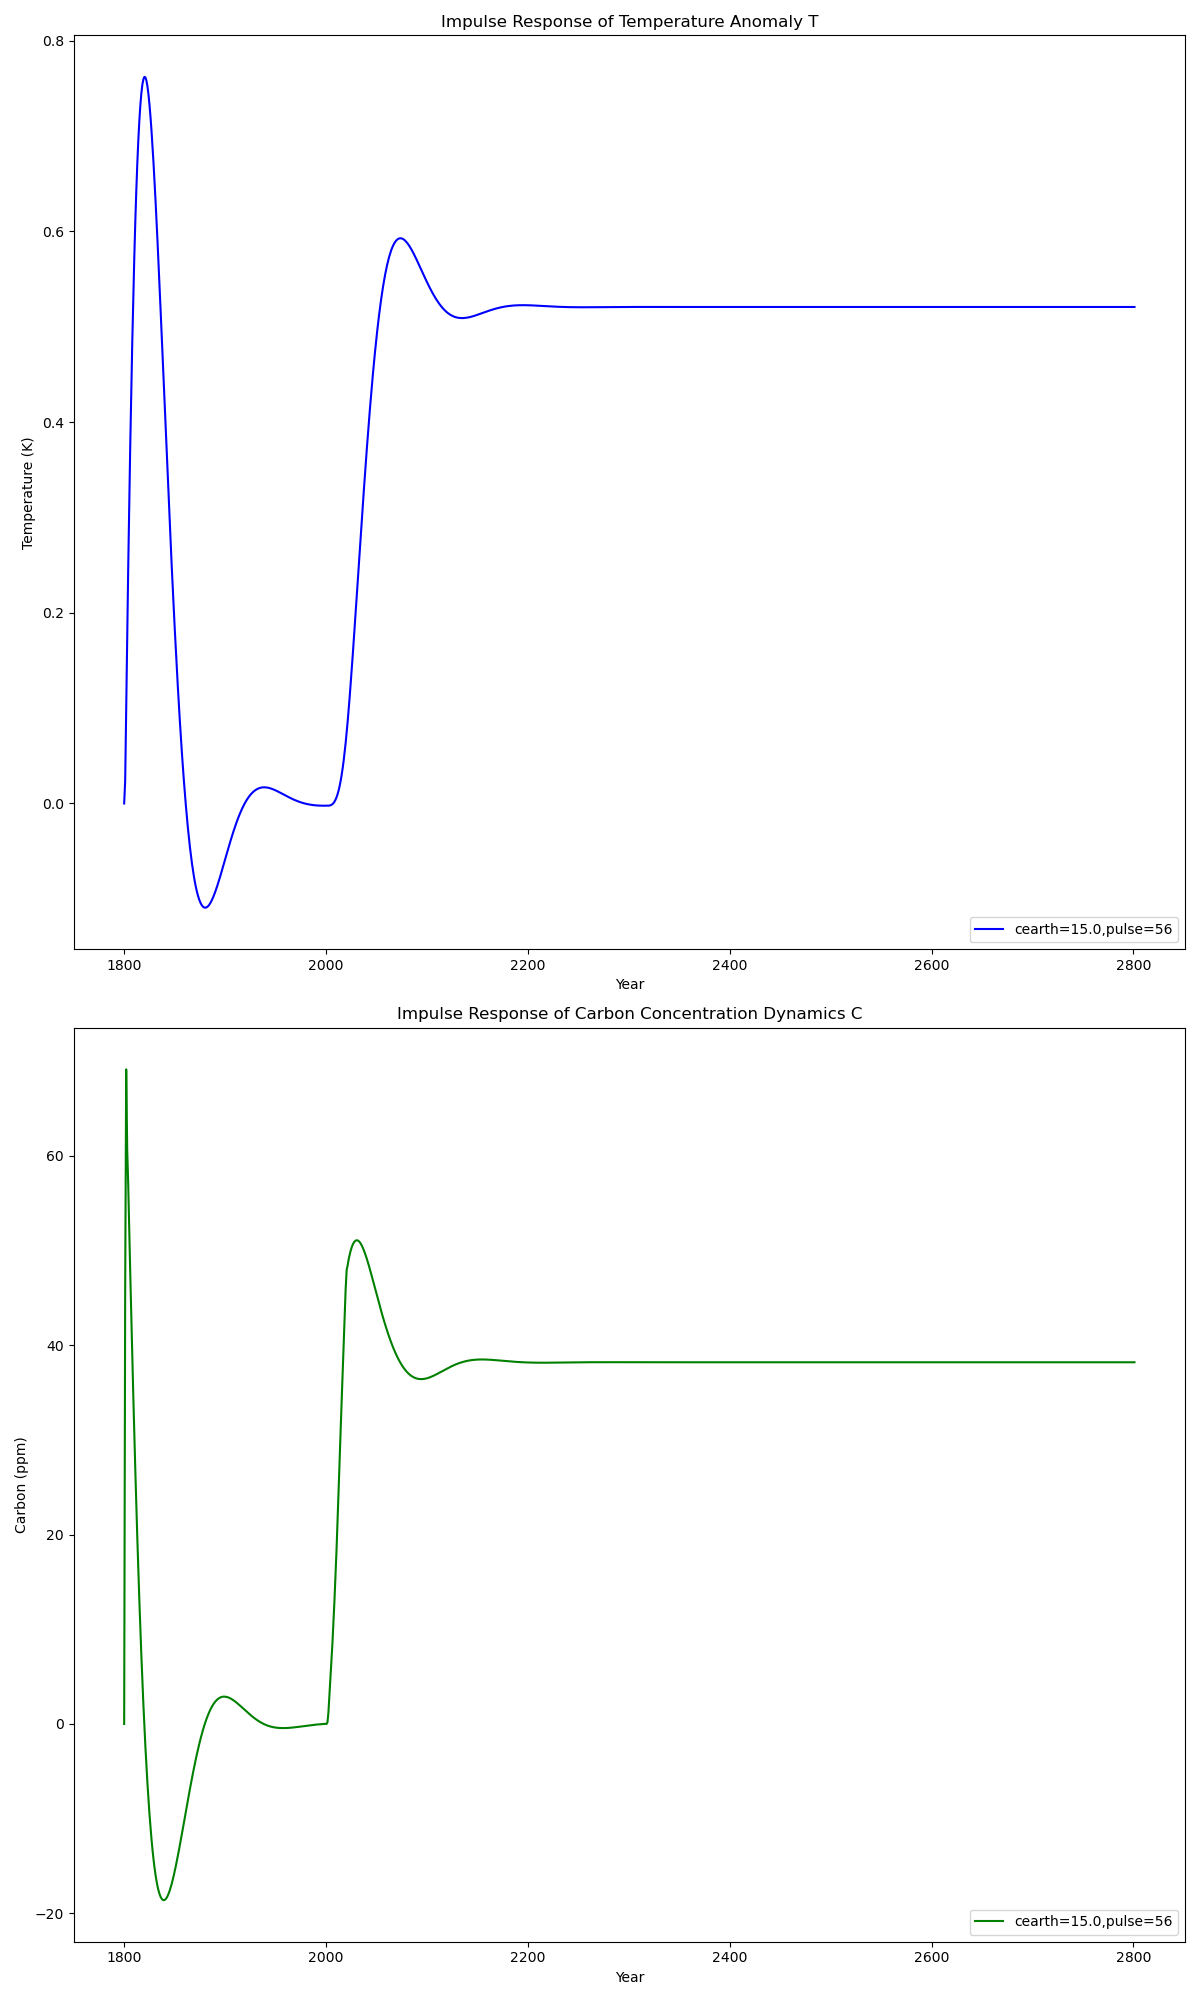 Impulse Response of Temperature Anomaly T
0.8
0.6
0.4
0.2
0.0
Temperature (K)
cearth=15.0,pulse=56
1800 2000 2200 2400 2600 2800
Year
Impulse Response of Carbon Concentration Dynamics C
60
40
20
0
−20
Carbon (ppm)
cearth=15.0,pulse=56
1800 2000 2200 2400 2600 2800
Year